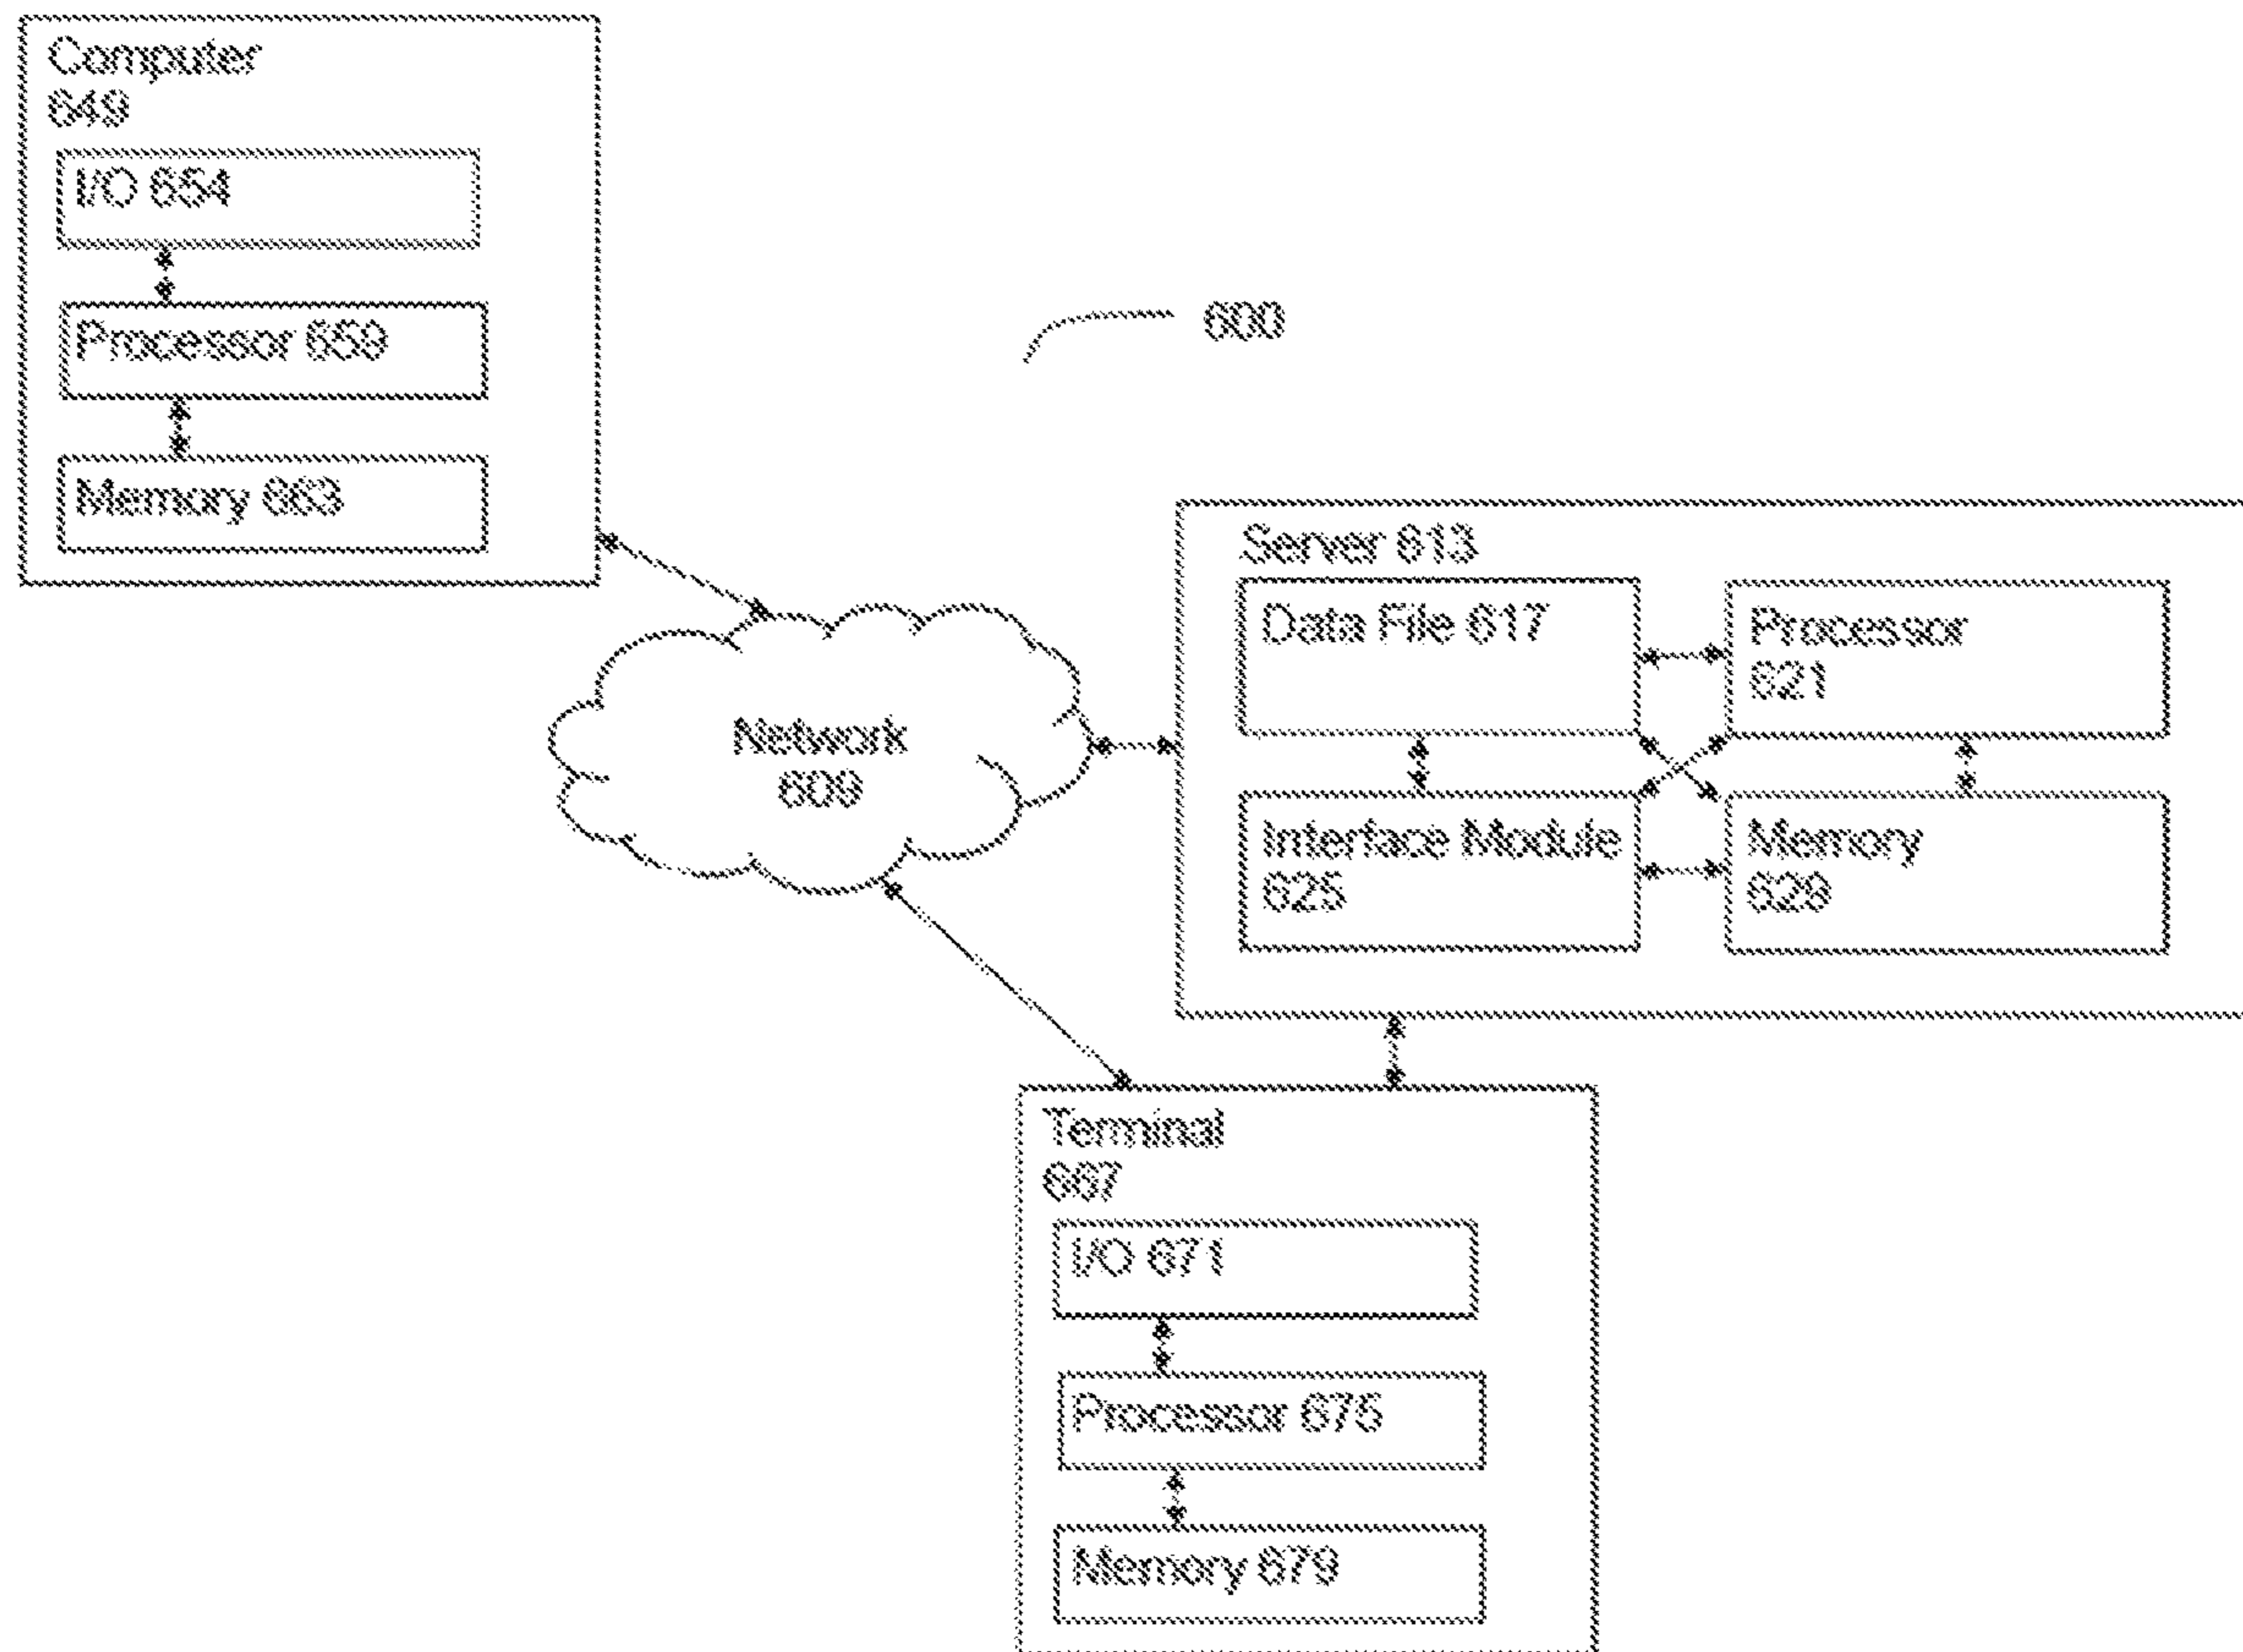 Computer
649
I/O 654
Processor 659
Memory 663
600
Server 613
Data File 617
Processor
621
Interface Module
625
Memory
629
Network
609
Terminal
667
I/O 671
Processor 675
Memory 679